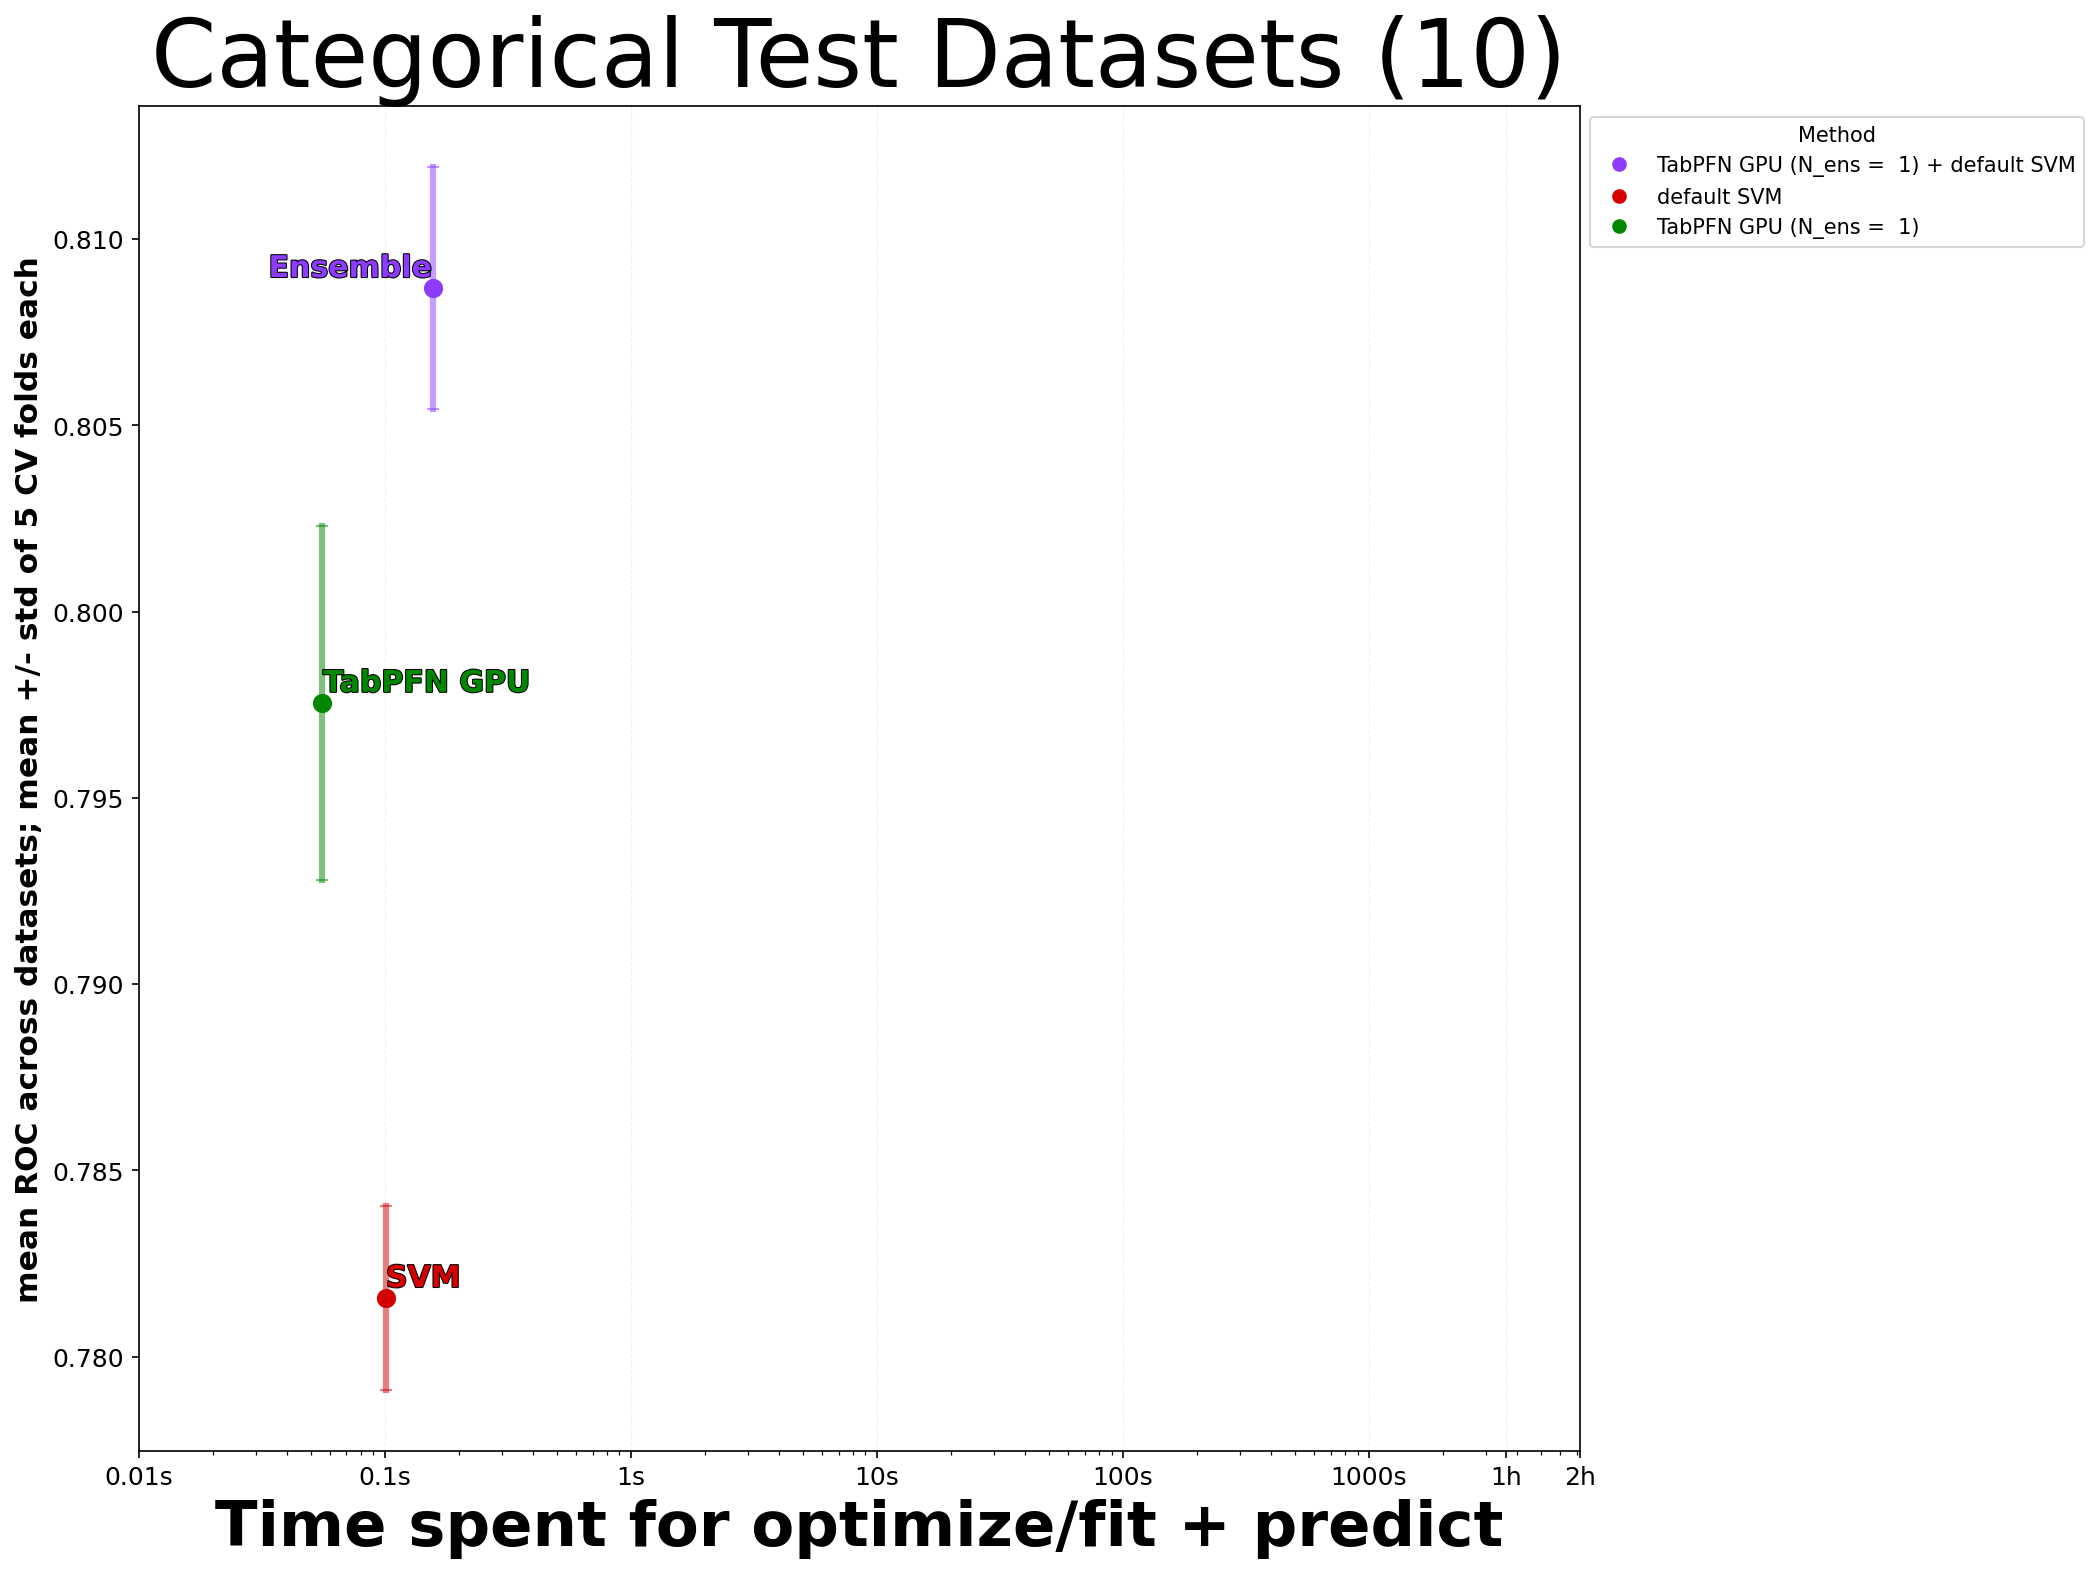 Categorical Test Datasets (10)
Method
TabPFN GPU (N_ens =  1) + default SVM
default SVM
TabPFN GPU (N_ens =  1)
mean ROC across datasets; mean +/- std of 5 CV folds each
0.810
0.805
0.800
0.795
0.790
0.785
0.780
Ensemble
TabPFN GPU
SVM
0.01s
0.1s
1s
10s
100s
1000s
1h
2h
Time spent for optimize/fit + predict